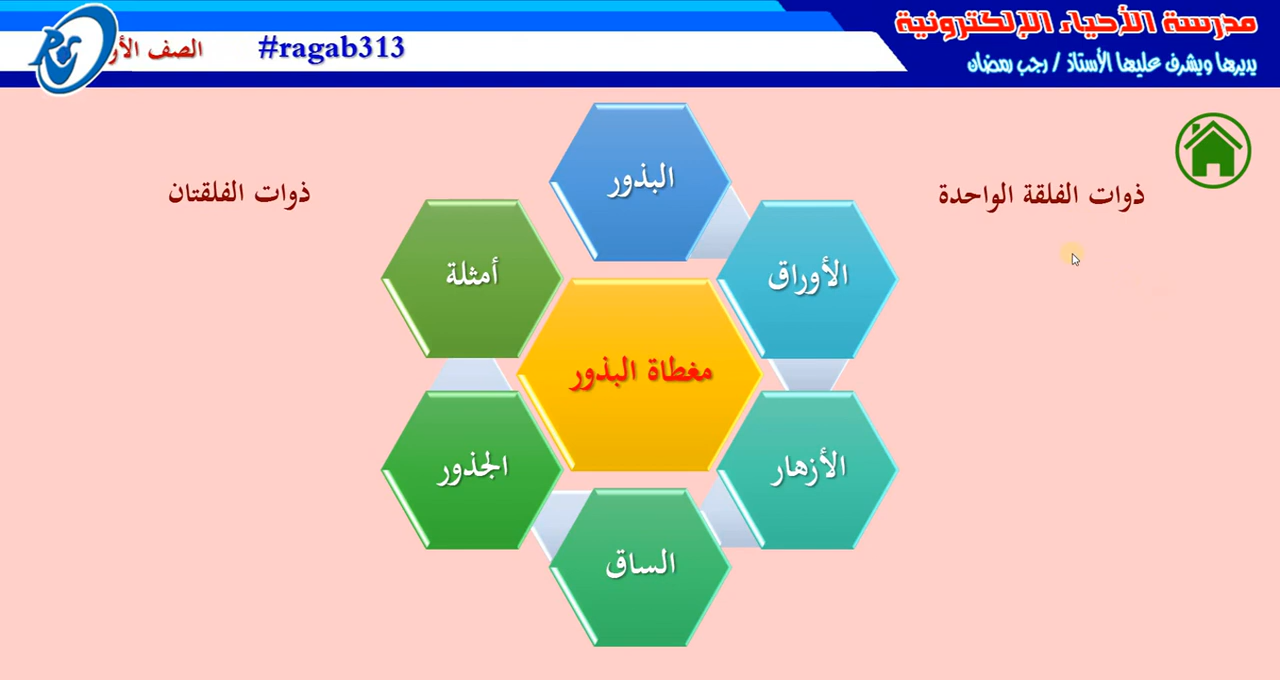 مدرسة الأحياء الإلكترونية
يديرها ويشرف عليها الأستاذ / رجب رمضان
#ragab313
الصف الأو
ذوات الفلقة الواحدة
ذوات الفلقتان
البذور
الأوراق
أمثلة
مغطاة البذور
الأزهار
الجذور
الساق